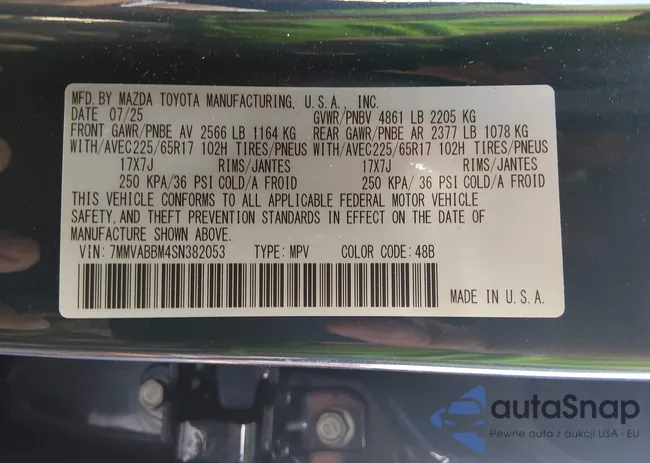 MFD. BY MAZDA TOYOTA MANUFACTURING, U.S.A., INC.
DATE 07/25 GVWR/PNBV 4861 LB 2205 KG
FRONT GAWR/PNBE AV 2566 LB 1164 KG REAR GAWR/PNBE AR 2377 LB 1078 KG
WITH/AVEC225/65R17 102H TIRES/PNEUS WITH/AVEC225/65R17 102H TIRES/PNEUS
17X7J RIMS/JANTES 17X7J RIMS/JANTES
250 KPA/36 PSI COLD/A FROID 250 KPA/36 PSI COLD/A FROID
THIS VEHICLE CONFORMS TO ALL APPLICABLE FEDERAL MOTOR VEHICLE
SAFETY, AND THEFT PREVENTION STANDARDS IN EFFECT ON THE DATE OF
MANUFACTURE SHOWN ABOVE.
VIN: 7MMVABBM4SN382053 TYPE: MPV COLOR CODE: 48B
MADE IN U.S.A.
autaSnap
Pewne auta z aukcji USA i EU